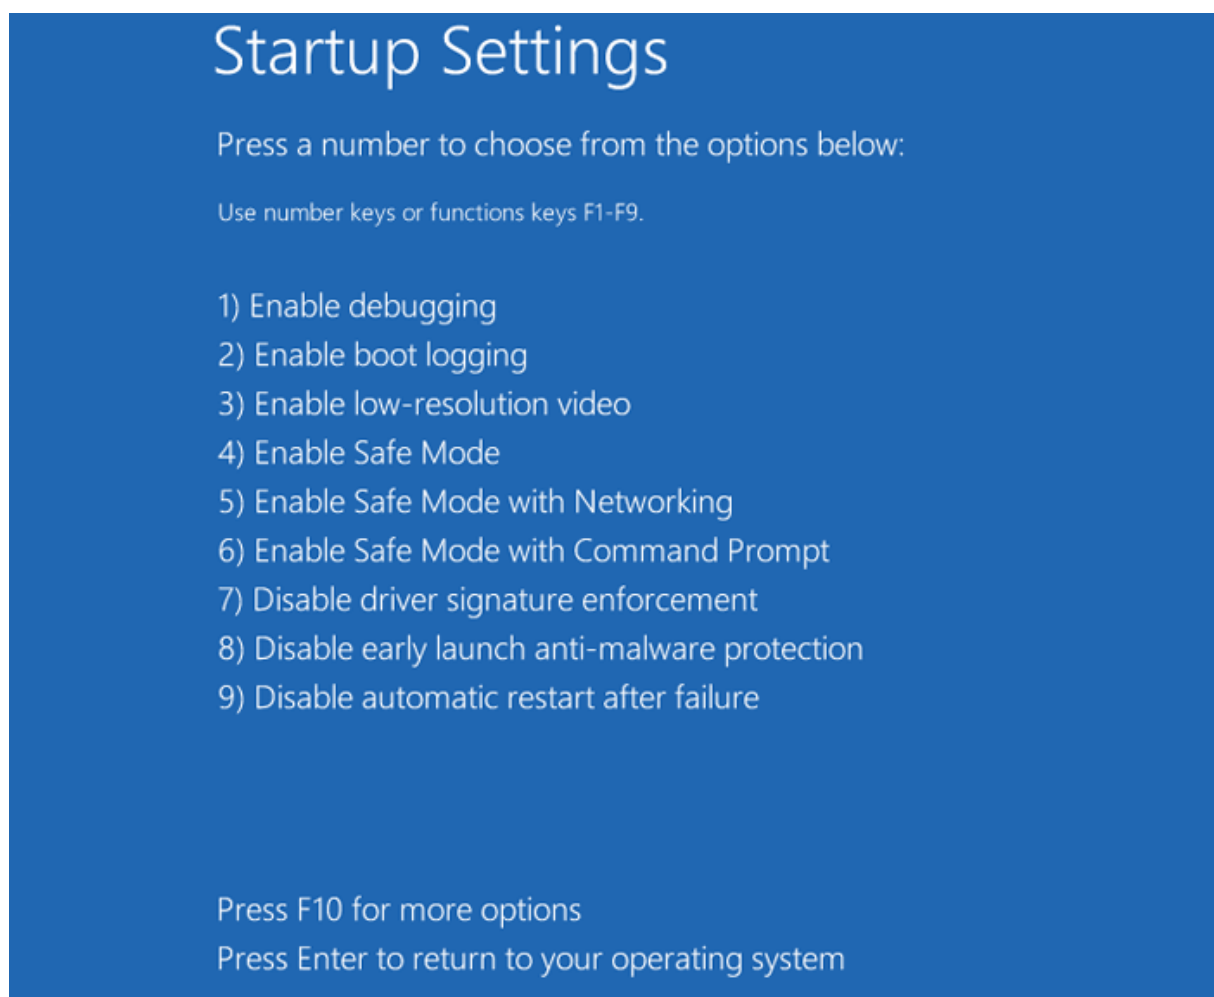 Startup Settings
Press a number to choose from the options below:
Use number keys or functions keys F1-F9.
1) Enable debugging
2) Enable boot logging
3) Enable low-resolution video
4) Enable Safe Mode
5) Enable Safe Mode with Networking
6) Enable Safe Mode with Command Prompt
7) Disable driver signature enforcement
8) Disable early launch anti-malware protection
9) Disable automatic restart after failure
Press F10 for more options
Press Enter to return to your operating system